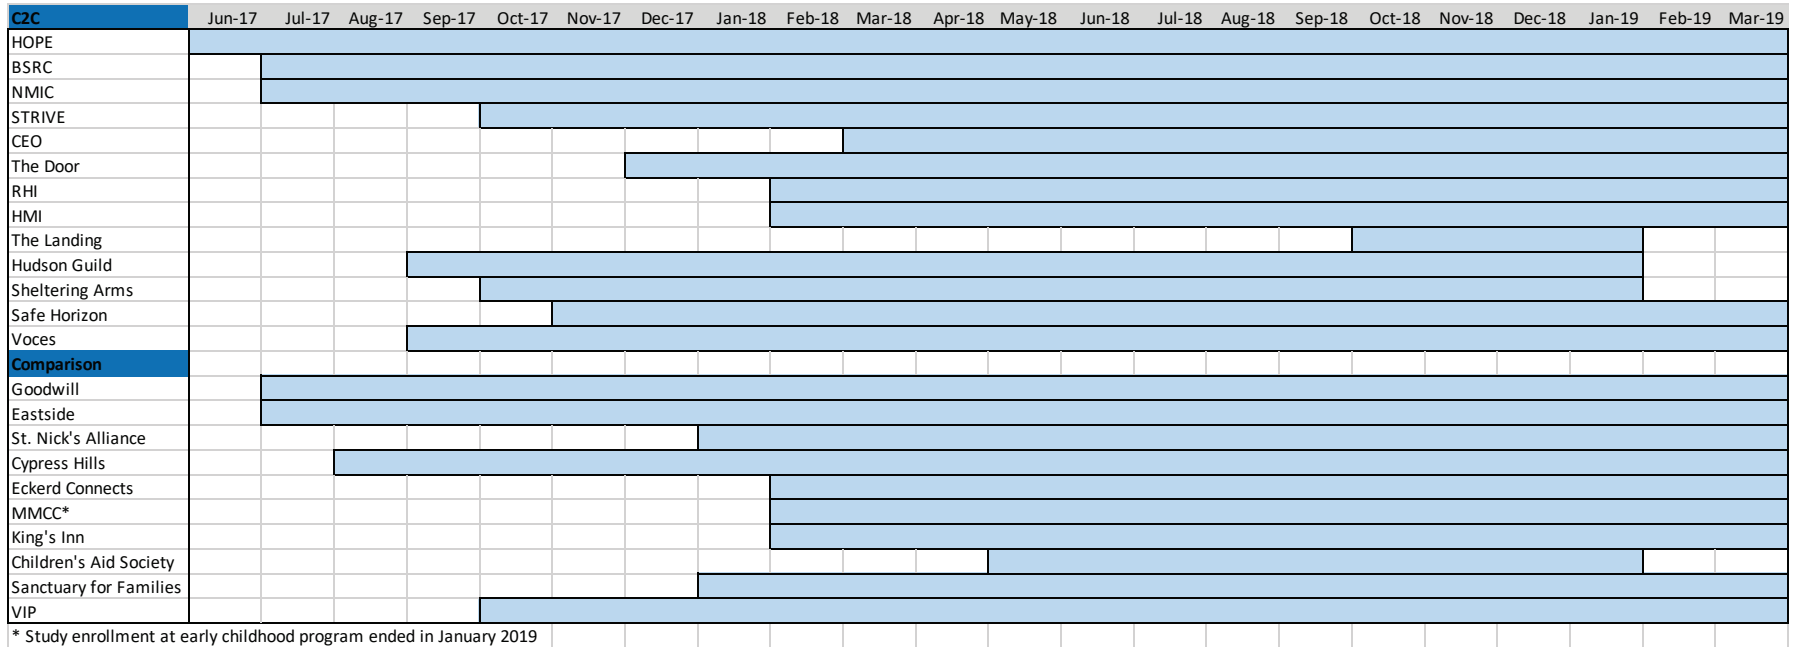 C2C Jun-17 Jul-17 Aug-17 Sep-17 Oct-17 Nov-17 Dec-17 Jan-18 Feb-18 Mar-18 Apr-18 May-18 Jun-18 Jul-18 Aug-18 Sep-18 Oct-18 Nov-18 Dec-18 Jan-19 Feb-19 Mar-19
HOPE
BSRC
NMIC
STRIVE
CEO
The Door
RHI
HMI
The Landing
Hudson Guild
Sheltering Arms
Safe Horizon
Voces
Comparison
Goodwill
Eastside
St. Nick's Alliance
Cypress Hills
Eckerd Connects
MMCC*
King's Inn
Children's Aid Society
Sanctuary for Families
VIP
* Study enrollment at early childhood program ended in January 2019